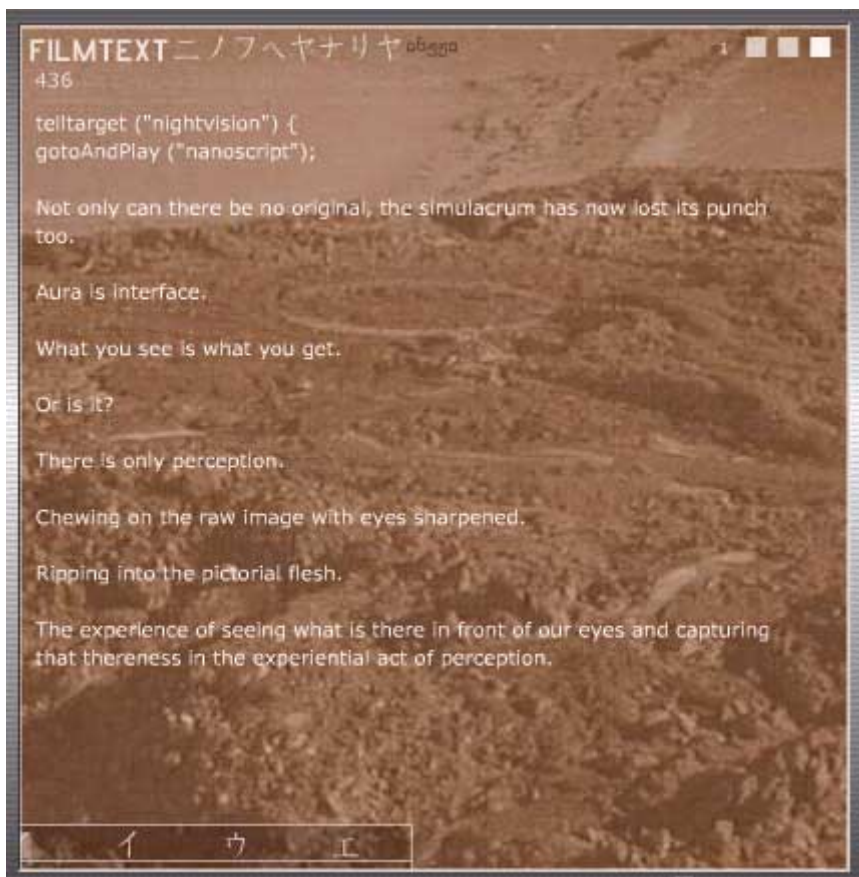 FILMTEXT ニノフヘヤナリヤ
1
436
telltarget ("nightvision") {
gotoAndPlay ("nanoscript");
Not only can there be no original, the simulacrum has now lost its punch
too.
Aura is interface.
What you see is what you get.
Or is it?
There is only perception.
Chewing on the raw image with eyes sharpened.
Ripping into the pictorial flesh.
The experience of seeing what is there in front of our eyes and capturing
that thereness in the experiential act of perception.
イ ウ エ